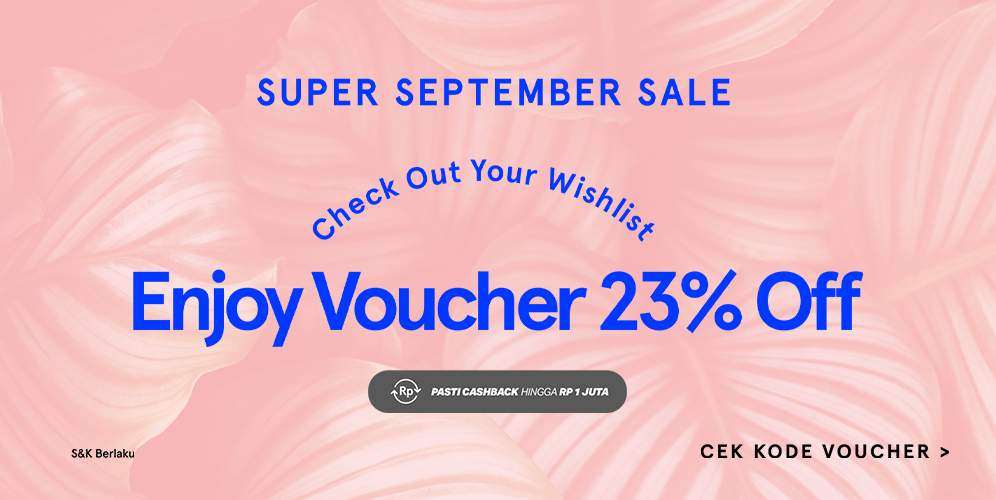 SUPER SEPTEMBER SALE
Check Out Your Wishlist
Enjoy Voucher 23% Off
Rp PASTI CASHBACK HINGGA RP 1 JUTA
S&K Berlaku
CEK KODE VOUCHER >